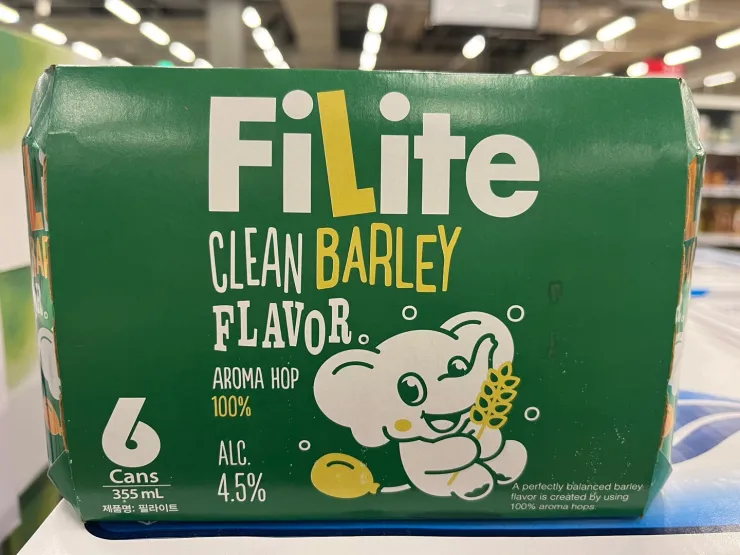 FiLite
CLEAN BARLEY
FLAVOR
AROMA HOP
100%
ALC.
4.5%
6
Cans
355 mL
제품명: 필라이트
A perfectly balanced barley
flavor is created by using
100% aroma hops.